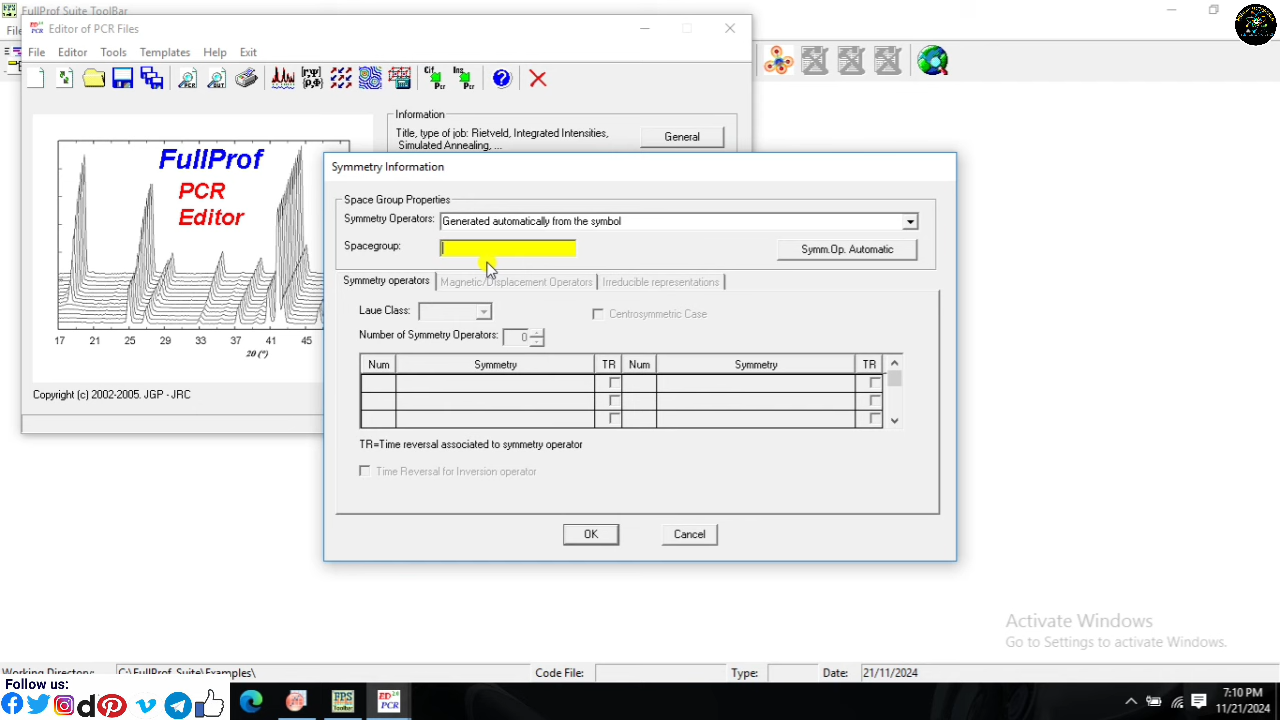 FullProf Suite ToolBar
Editor of PCR Files
File Editor Tools Templates Help Exit
Information
Title, type of job: Rietveld, Integrated Intensities,
Simulated Annealing, ...
General
FullProf
PCR
Editor
17 21 25 29 33 37 41 45
2θ (°)
Copyright (c) 2002-2005. JGP - JRC
Symmetry Information
Space Group Properties
Symmetry Operators: Generated automatically from the symbol
Spacegroup:
Symm.Op. Automatic
Symmetry operators Magnetic/Displacement Operators Irreducible representations
Laue Class:
Centrosymmetric Case
Number of Symmetry Operators: 0
Num Symmetry TR Num Symmetry TR
TR=Time reversal associated to symmetry operator
Time Reversal for Inversion operator
OK Cancel
Activate Windows
Go to Settings to activate Windows.
Working Directory: C:\FullProf_Suite\Examples\ Code File: Type: Date: 21/11/2024
Follow us:
7:10 PM
11/21/2024